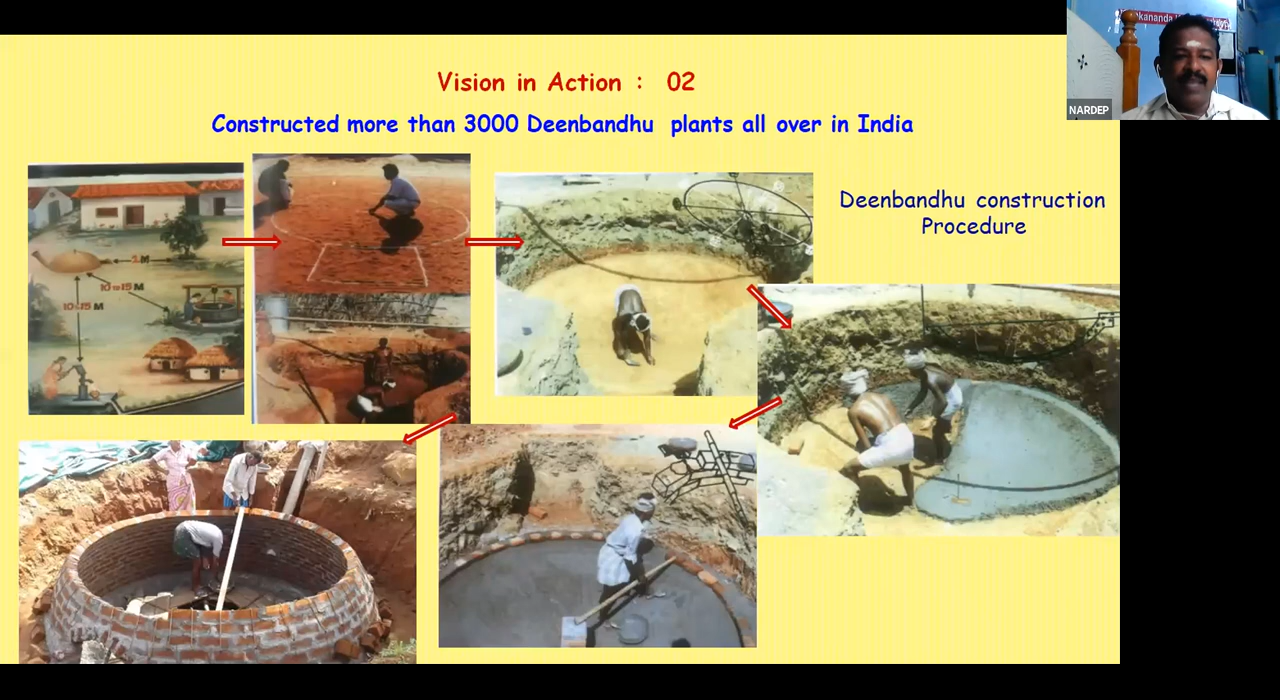 Vision in Action : 02
Constructed more than 3000 Deenbandhu plants all over in India
Deenbandhu construction
Procedure
1 M
10-15 M
10-15 M
NARDEP